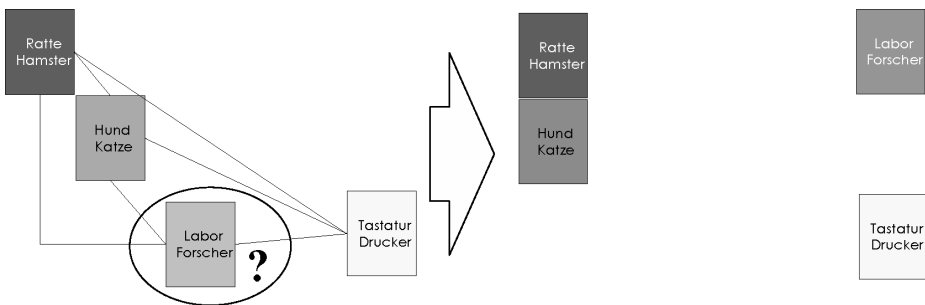 Ratte
Hamster
Hund
Katze
Labor
Forscher
?
Tastatur
Drucker
Ratte
Hamster
Hund
Katze
Labor
Forscher
Tastatur
Drucker